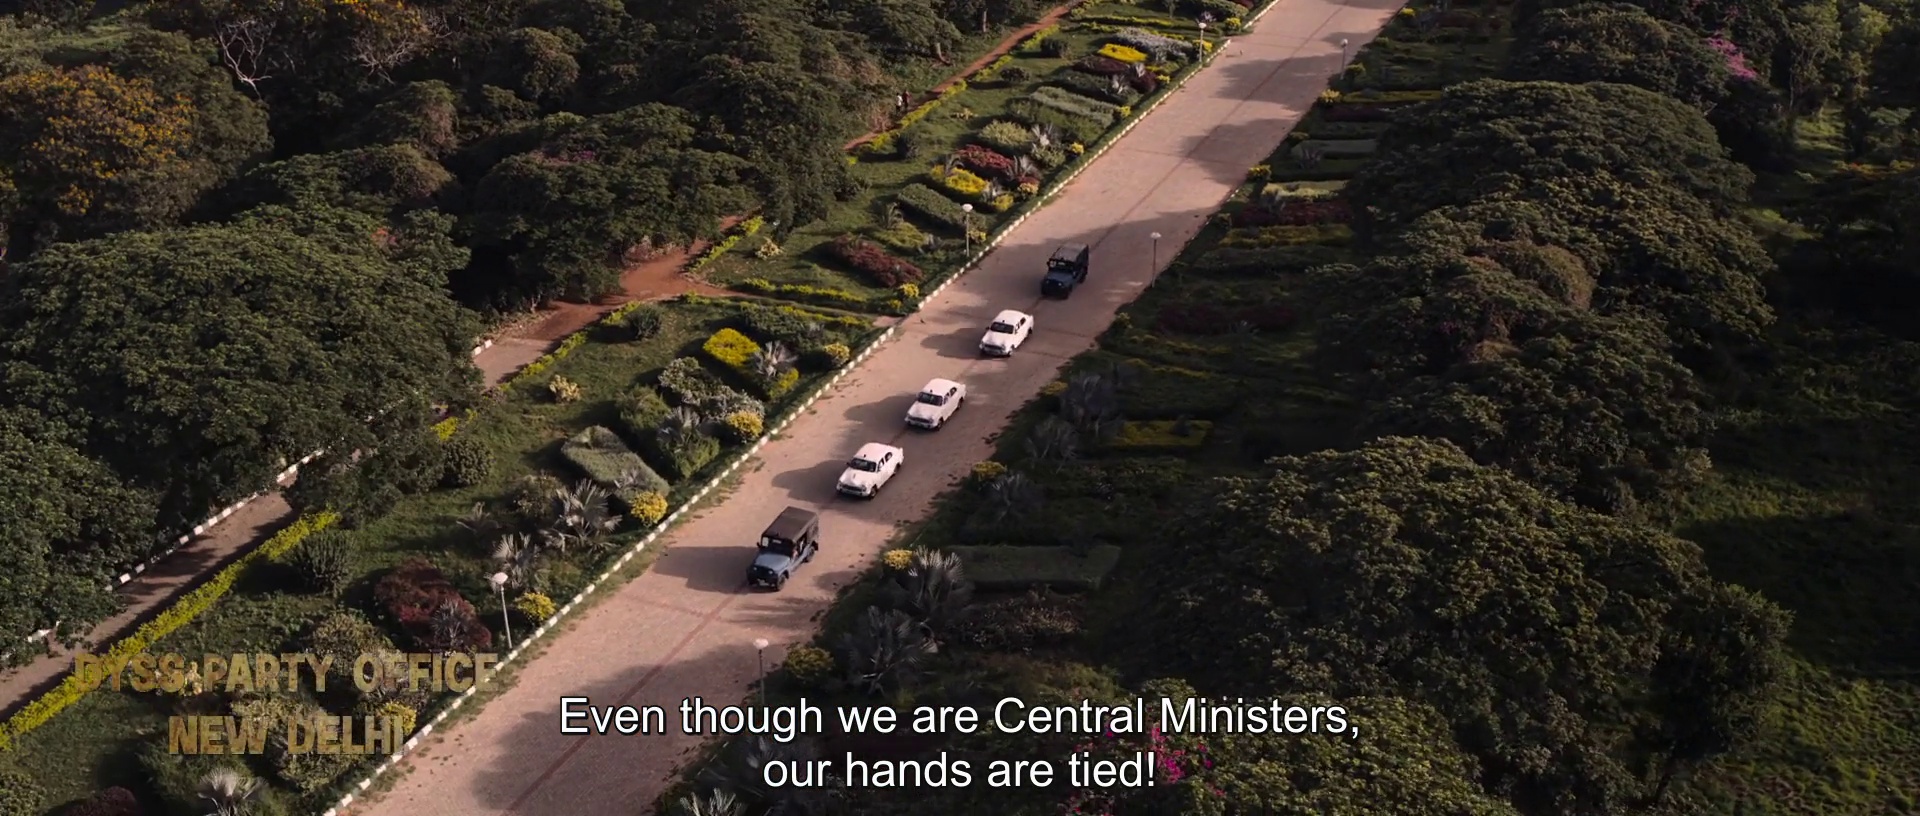 DYSS PARTY OFFICE
NEW DELHI
Even though we are Central Ministers,
our hands are tied!